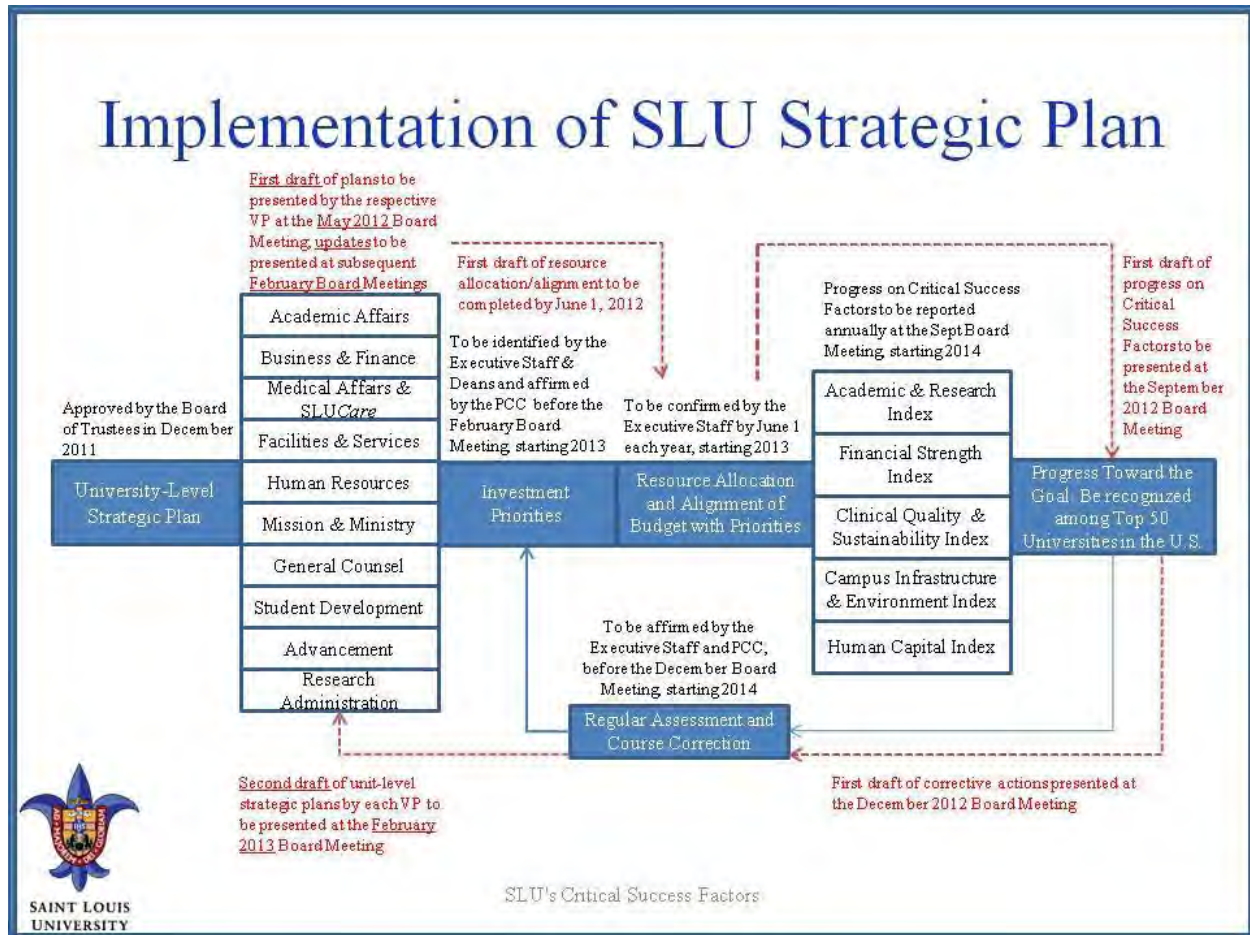 Implementation of SLU Strategic Plan
First draft of plans to be
presented by the respective
VP at the May 2012 Board
Meeting, updates to be
presented at subsequent
February Board Meetings
Academic Affairs
Business & Finance
Medical Affairs &
SLUCare
Facilities & Services
Human Resources
Mission & Ministry
General Counsel
Student Development
Advancement
Research
Administration
Approved by the Board
of Trustees in December
2011
University-Level
Strategic Plan
First draft of resource
allocation/alignment to be
completed by June 1, 2012
To be identified by the
Executive Staff &
Deans and affirmed
by the PCC before the
February Board
Meeting, starting 2013
Investment
Priorities
To be confirmed by the
Executive Staff by June 1
each year, starting 2013
Resource Allocation
and Alignment of
Budget with Priorities
Progress on Critical Success
Factors to be reported
annually at the Sept Board
Meeting, starting 2014
Academic & Research
Index
Financial Strength
Index
Clinical Quality &
Sustainability Index
Campus Infrastructure
& Environment Index
Human Capital Index
First draft of
progress on
Critical
Success
Factors to be
presented at
the September
2012 Board
Meeting
Progress Toward the
Goal: Be recognized
among Top 50
Universities in the U.S.
To be affirmed by the
Executive Staff and PCC,
before the December Board
Meeting, starting 2014
Regular Assessment and
Course Correction
Second draft of unit-level
strategic plans by each VP to
be presented at the February
2013 Board Meeting
First draft of corrective actions presented at
the December 2012 Board Meeting
SLU's Critical Success Factors
SAINT LOUIS
UNIVERSITY